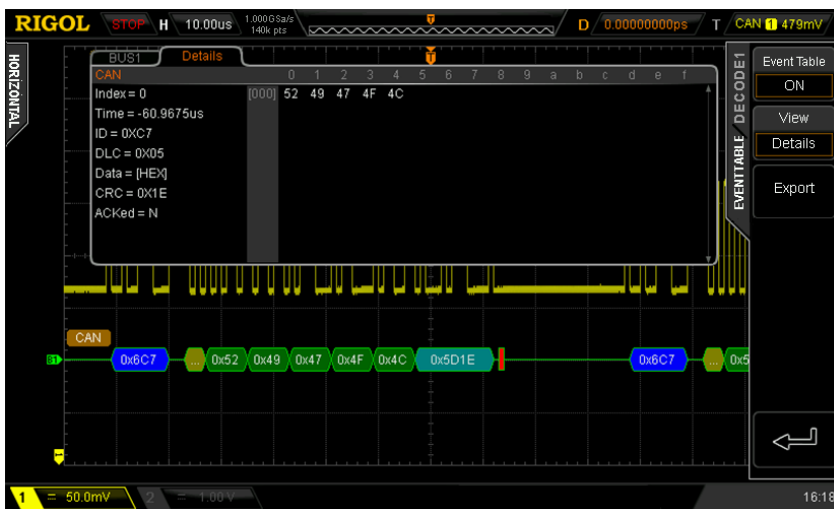 RIGOL STOP H 10.00us 1.000GSa/s 140k pts D 0.00000000ps T CAN 1 479mV
HORIZONTAL
BUS1 Details
CAN 0 1 2 3 4 5 6 7 8 9 a b c d e f
Index = 0 [000] 52 49 47 4F 4C
Time = -60.9675us
ID = 0XC7
DLC = 0X05
Data = [HEX]
CRC = 0X1E
ACKed = N
EVENTTABLE DECODE1
Event Table
ON
View
Details
Export
CAN
B1 0x6C7 ... 0x52 0x49 0x47 0x4F 0x4C 0x5D1E 0x6C7 ... 0x5
1 = 50.0mV 2 = 1.00 V 16:18